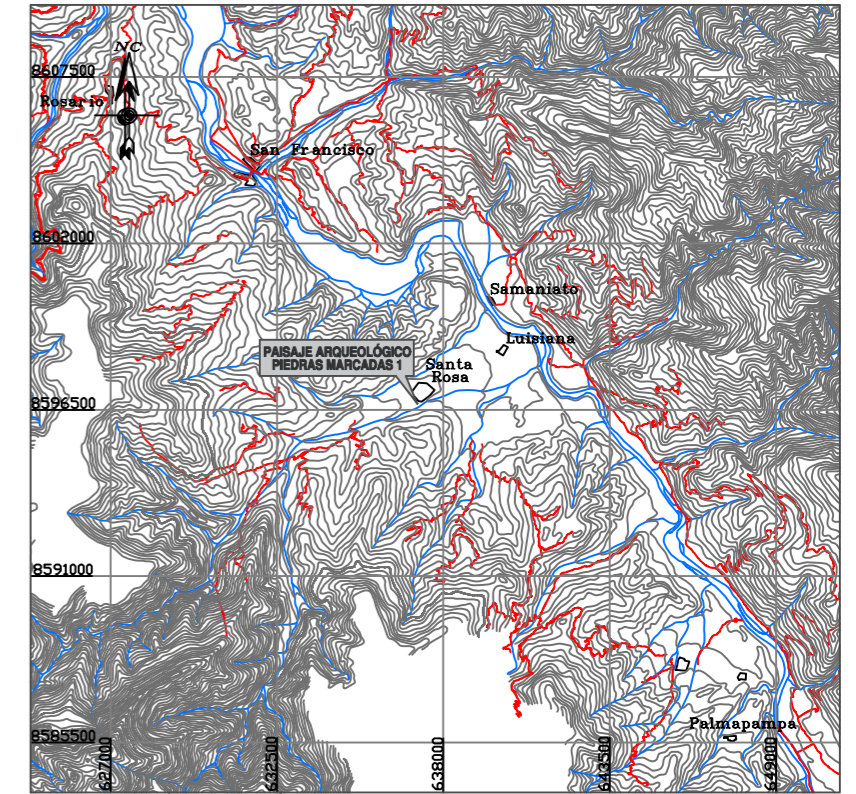 NC
8607500
Rosario
San Francisco
8602000
Samaniato
Luisiana
PAISAJE ARQUEOLÓGICO
PIEDRAS MARCADAS 1
Santa
Rosa
8596500
8591000
Palmapampa
8585500
627000
632500
638000
643500
649000